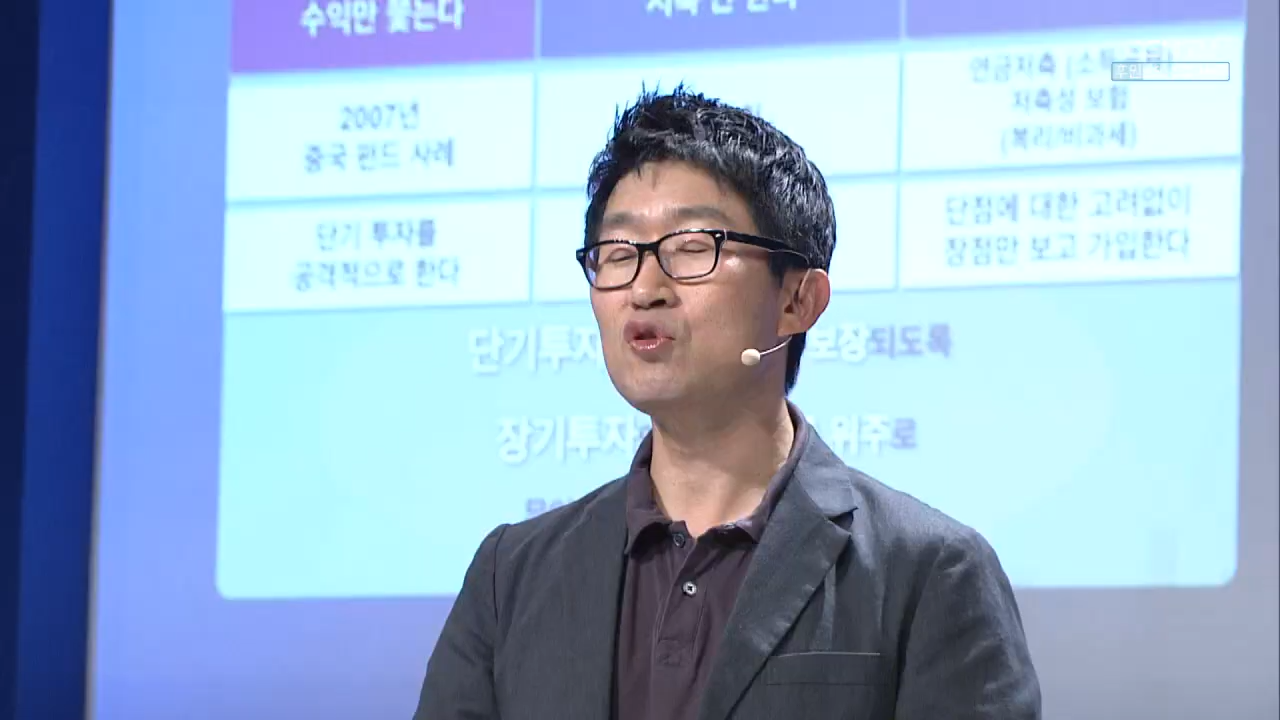 수익만 쫓는다
2007년
중국 펀드 사례
연금저축 (소득공제)
저축성 보험
(복리/비과세)
단기 투자를
공격적으로 한다
단점에 대한 고려없이
장점만 보고 가입한다
단기투자 보장되도록
장기투자 위주로